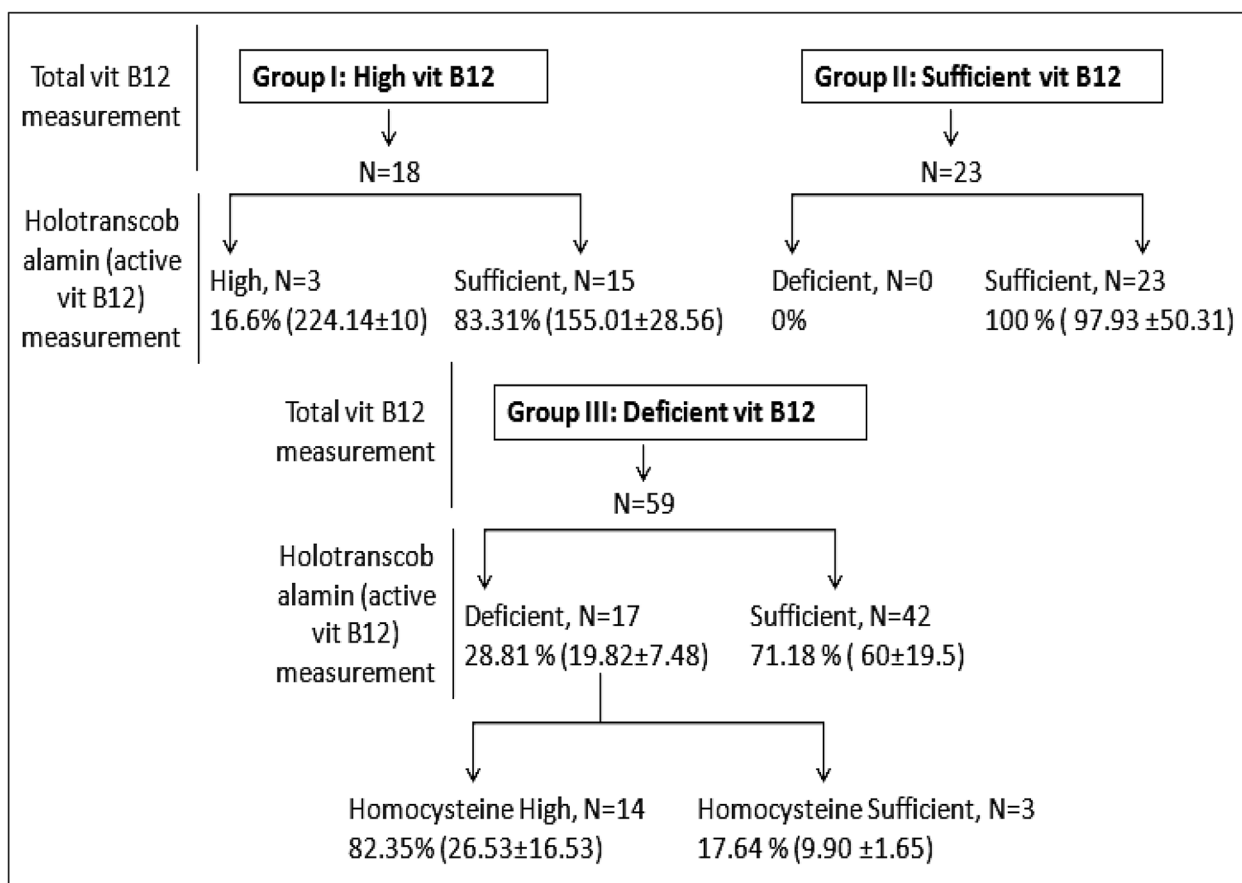 Total vit B12
measurement
Group I: High vit B12
Group II: Sufficient vit B12
N=18
N=23
Holotranscob
alamin (active
vit B12)
measurement
High, N=3
16.6% (224.14±10)
Sufficient, N=15
83.31% (155.01±28.56)
Deficient, N=0
0%
Sufficient, N=23
100 % ( 97.93 ±50.31)
Total vit B12
measurement
Group III: Deficient vit B12
N=59
Holotranscob
alamin (active
vit B12)
measurement
Deficient, N=17
28.81 % (19.82±7.48)
Sufficient, N=42
71.18 % ( 60±19.5)
Homocysteine High, N=14
82.35% (26.53±16.53)
Homocysteine Sufficient, N=3
17.64 % (9.90 ±1.65)